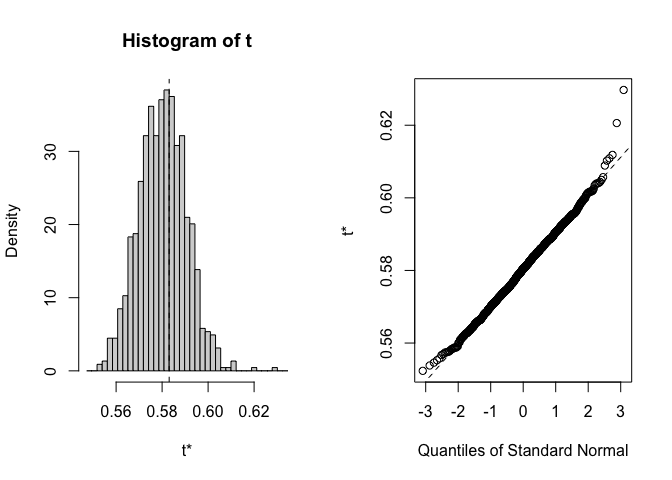 Histogram of t
Density
0 10 20 30
0.56 0.58 0.60 0.62
t*
t*
0.56 0.58 0.60 0.62
-3 -2 -1 0 1 2 3
Quantiles of Standard Normal